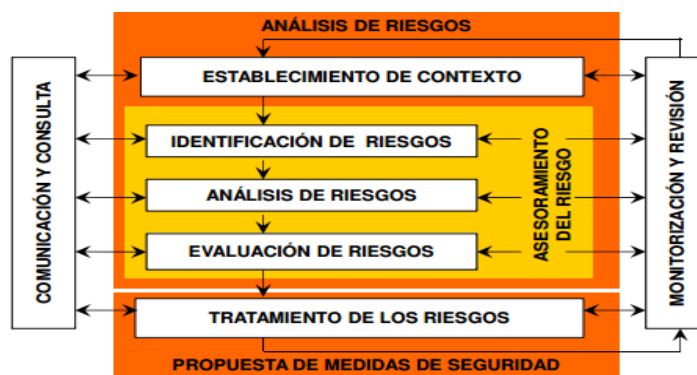 ANÁLISIS DE RIESGOS
COMUNICACIÓN Y CONSULTA
ESTABLECIMIENTO DE CONTEXTO
IDENTIFICACIÓN DE RIESGOS
ANÁLISIS DE RIESGOS
EVALUACIÓN DE RIESGOS
ASESORAMIENTO
DEL RIESGO
TRATAMIENTO DE LOS RIESGOS
PROPUESTA DE MEDIDAS DE SEGURIDAD
MONITORIZACIÓN Y REVISIÓN